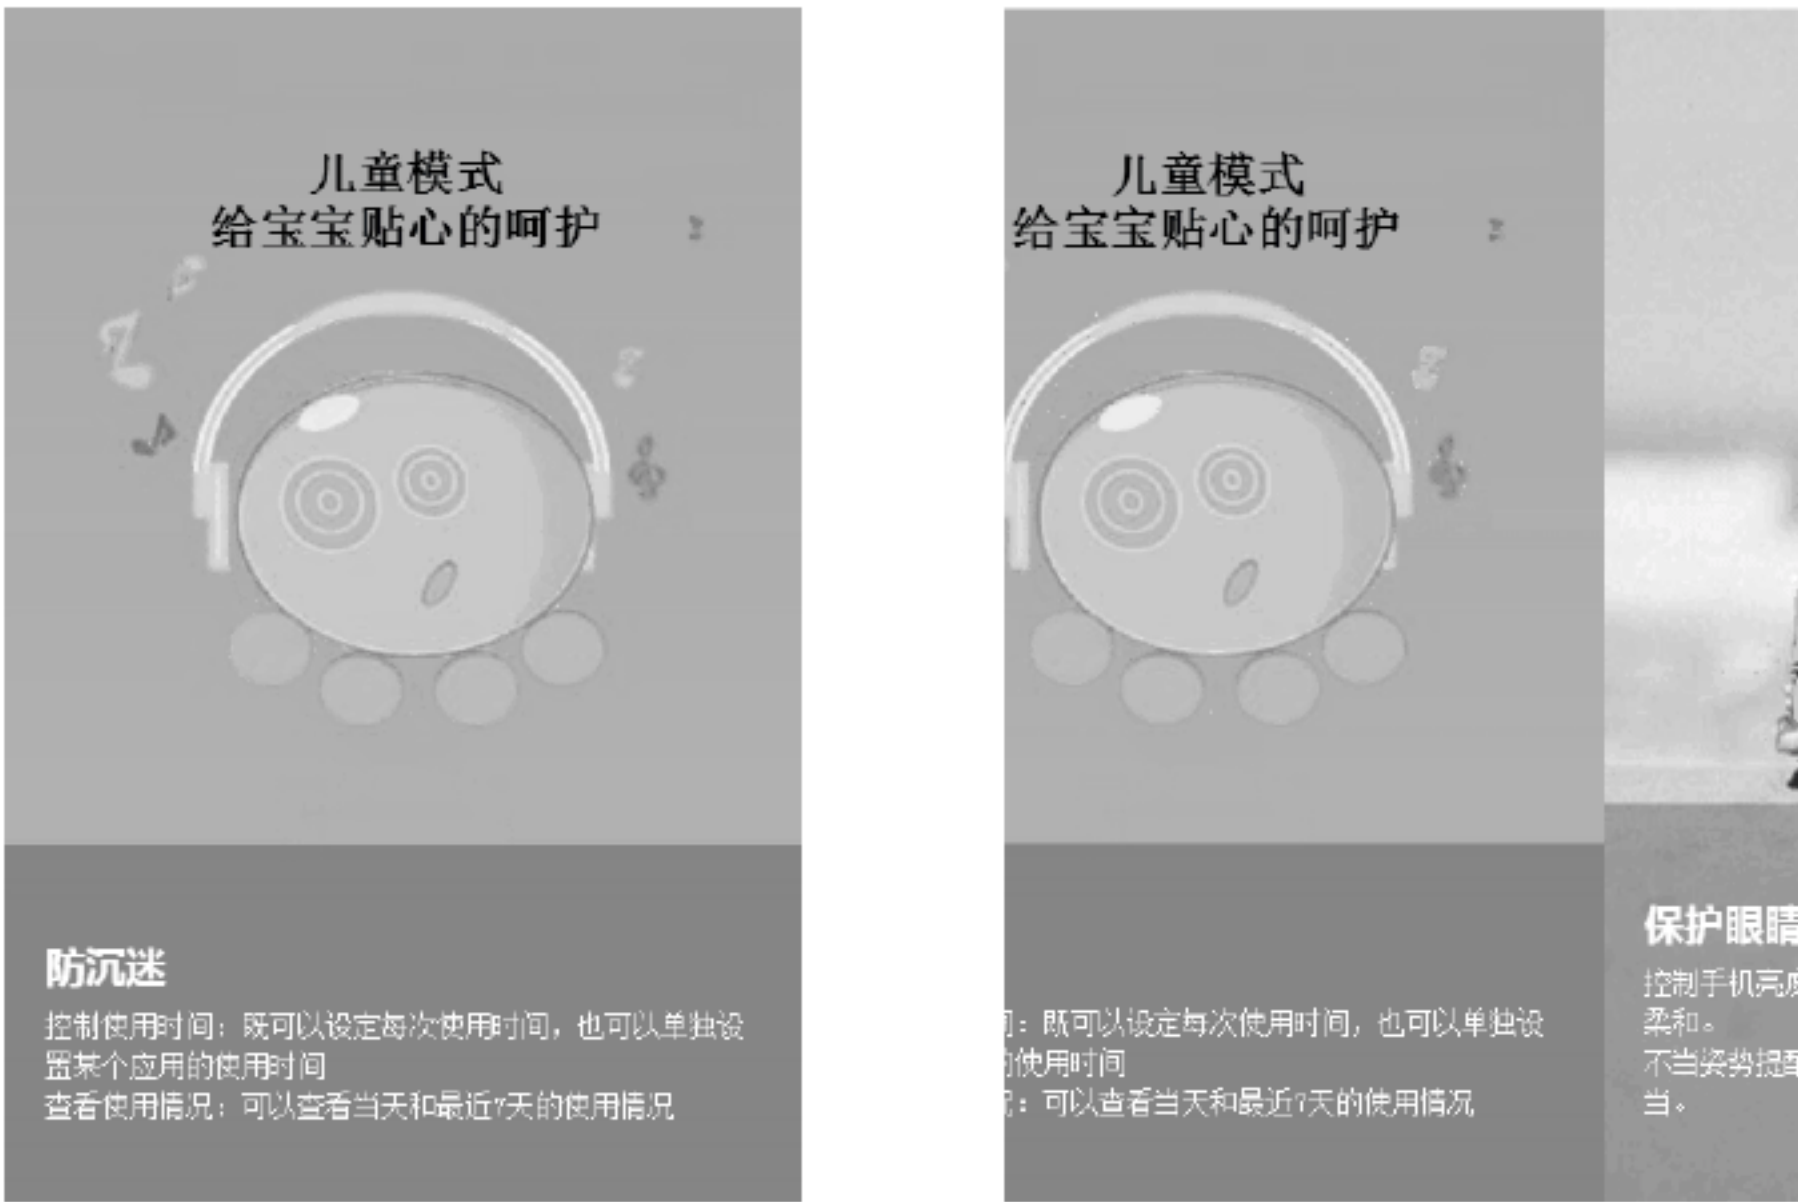 儿童模式
给宝宝贴心的呵护
防沉迷
控制使用时间：既可以设定每次使用时间，也可以单独设
置某个应用的使用时间
查看使用情况：可以查看当天和最近7天的使用情况
儿童模式
给宝宝贴心的呵护
：既可以设定每次使用时间，也可以单独设
使用时间
：可以查看当天和最近7天的使用情况
保护眼睛
控制手机亮
柔和。
不当姿势提
当。